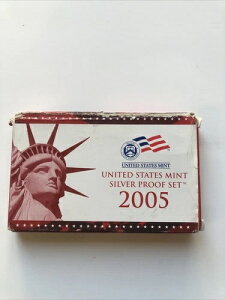 UNITED STATES MINT
UNITED STATES MINT
SILVER PROOF SET™
2005